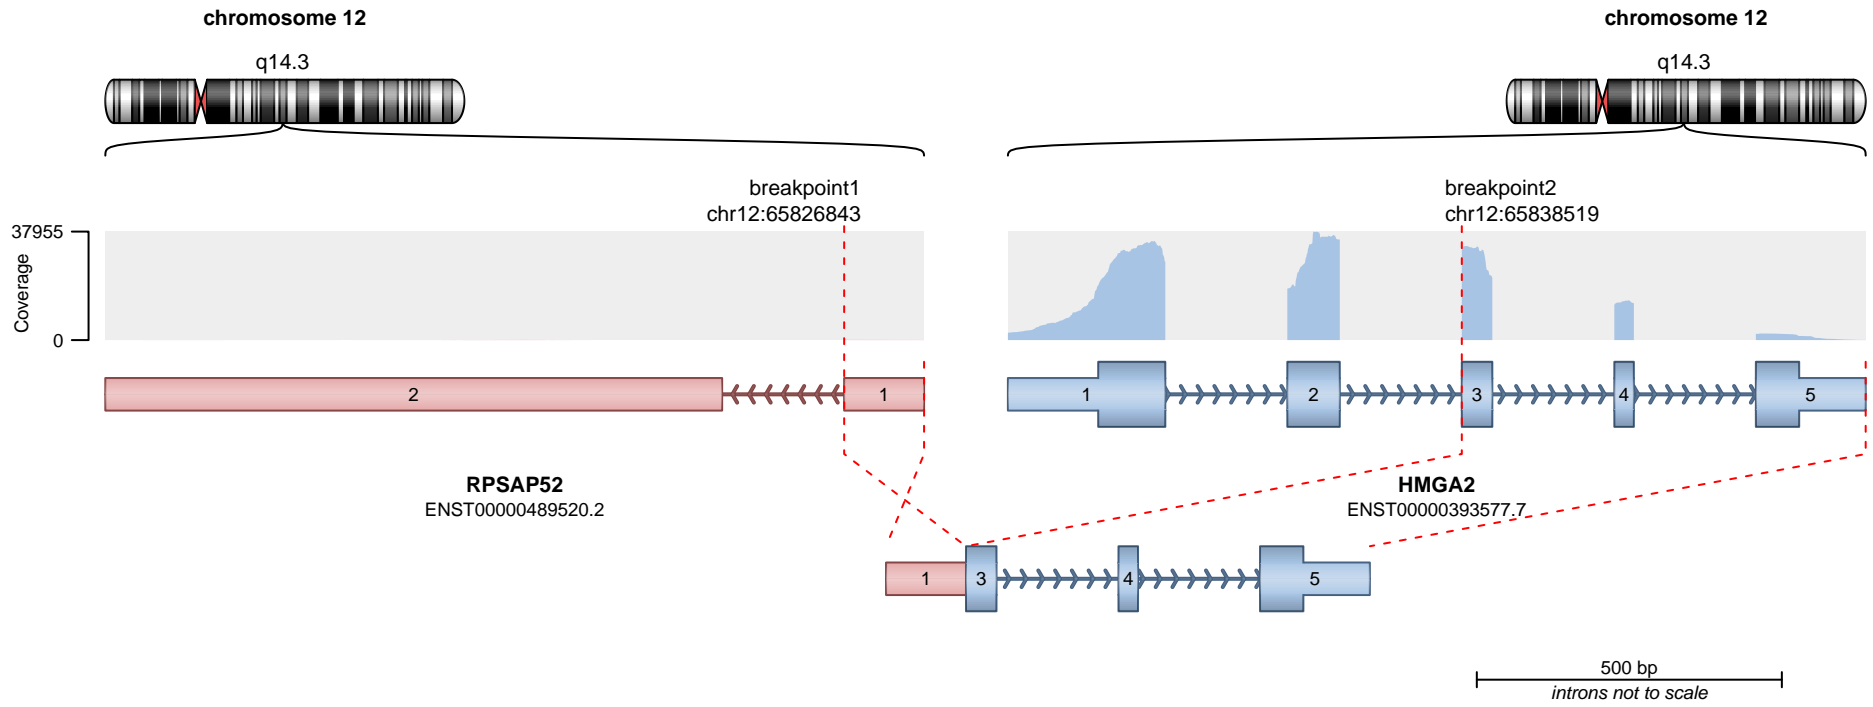 chromosome 12
chromosome 12
q14.3
q14.3
breakpoint1
chr12:65826843
breakpoint2
chr12:65838519
37955
Coverage
0
2
1
1
2
3
4
5
RPSAP52
ENST00000489520.2
HMGA2
ENST00000393577.7
1
3
4
5
500 bp
introns not to scale